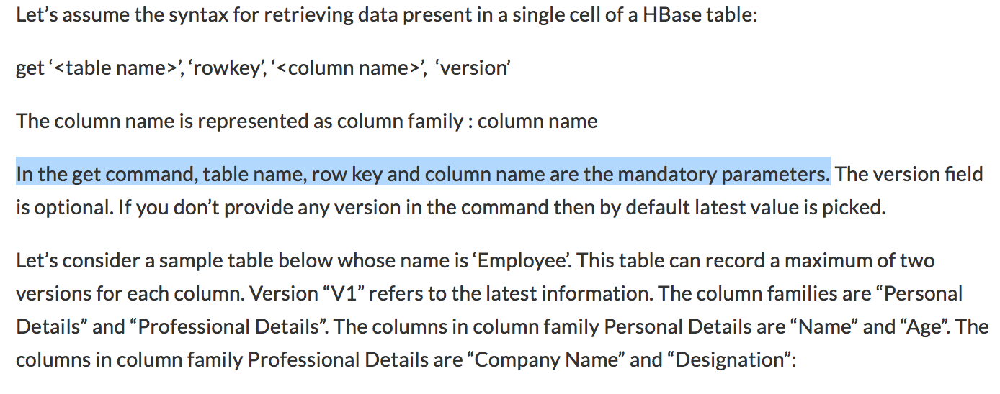 Let’s assume the syntax for retrieving data present in a single cell of a HBase table:
get ‘<table name>’, ‘rowkey’, ‘<column name>’,  ‘version’
The column name is represented as column family : column name
In the get command, table name, row key and column name are the mandatory parameters. The version field
is optional. If you don’t provide any version in the command then by default latest value is picked.
Let’s consider a sample table below whose name is ‘Employee’. This table can record a maximum of two
versions for each column. Version “V1” refers to the latest information. The column families are “Personal
Details” and “Professional Details”. The columns in column family Personal Details are “Name” and “Age”. The
columns in column family Professional Details are “Company Name” and “Designation”: